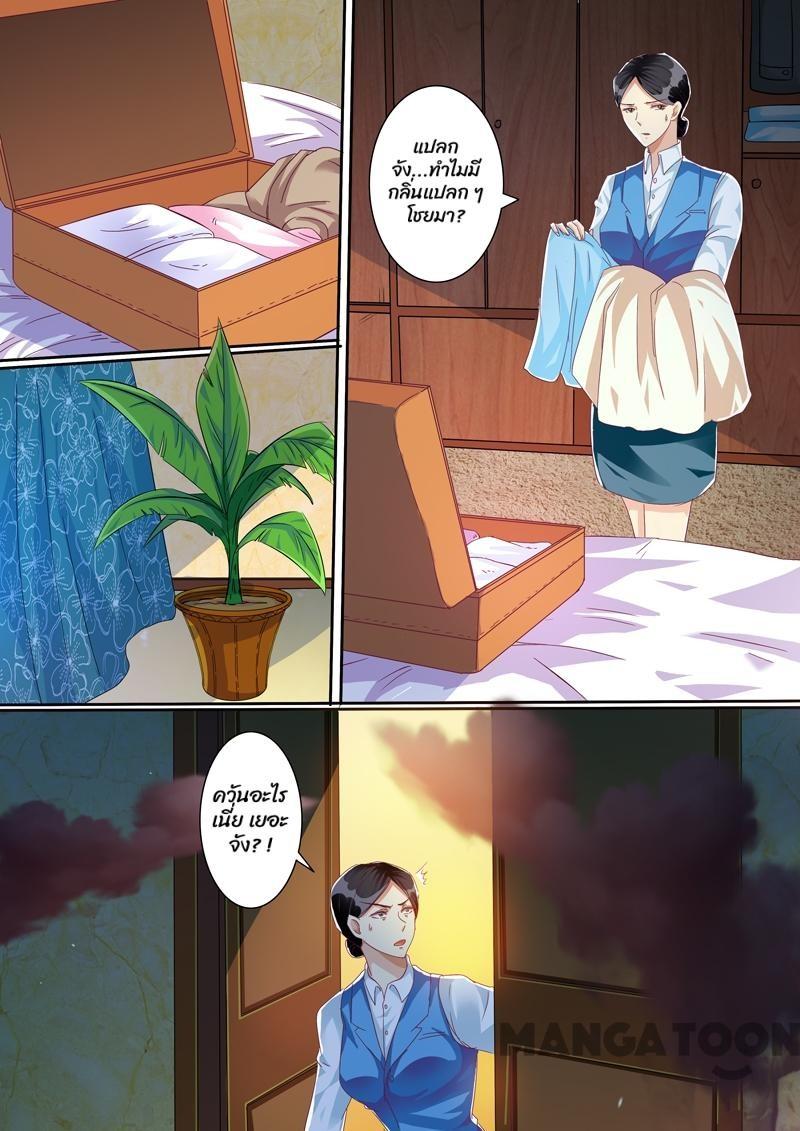 แปลก
จัง...ทำไมมี
กลิ่นแปลก ๆ
โชยมา?
ควันอะไร
เนี่ย เยอะ
จัง? !
MANGATOON